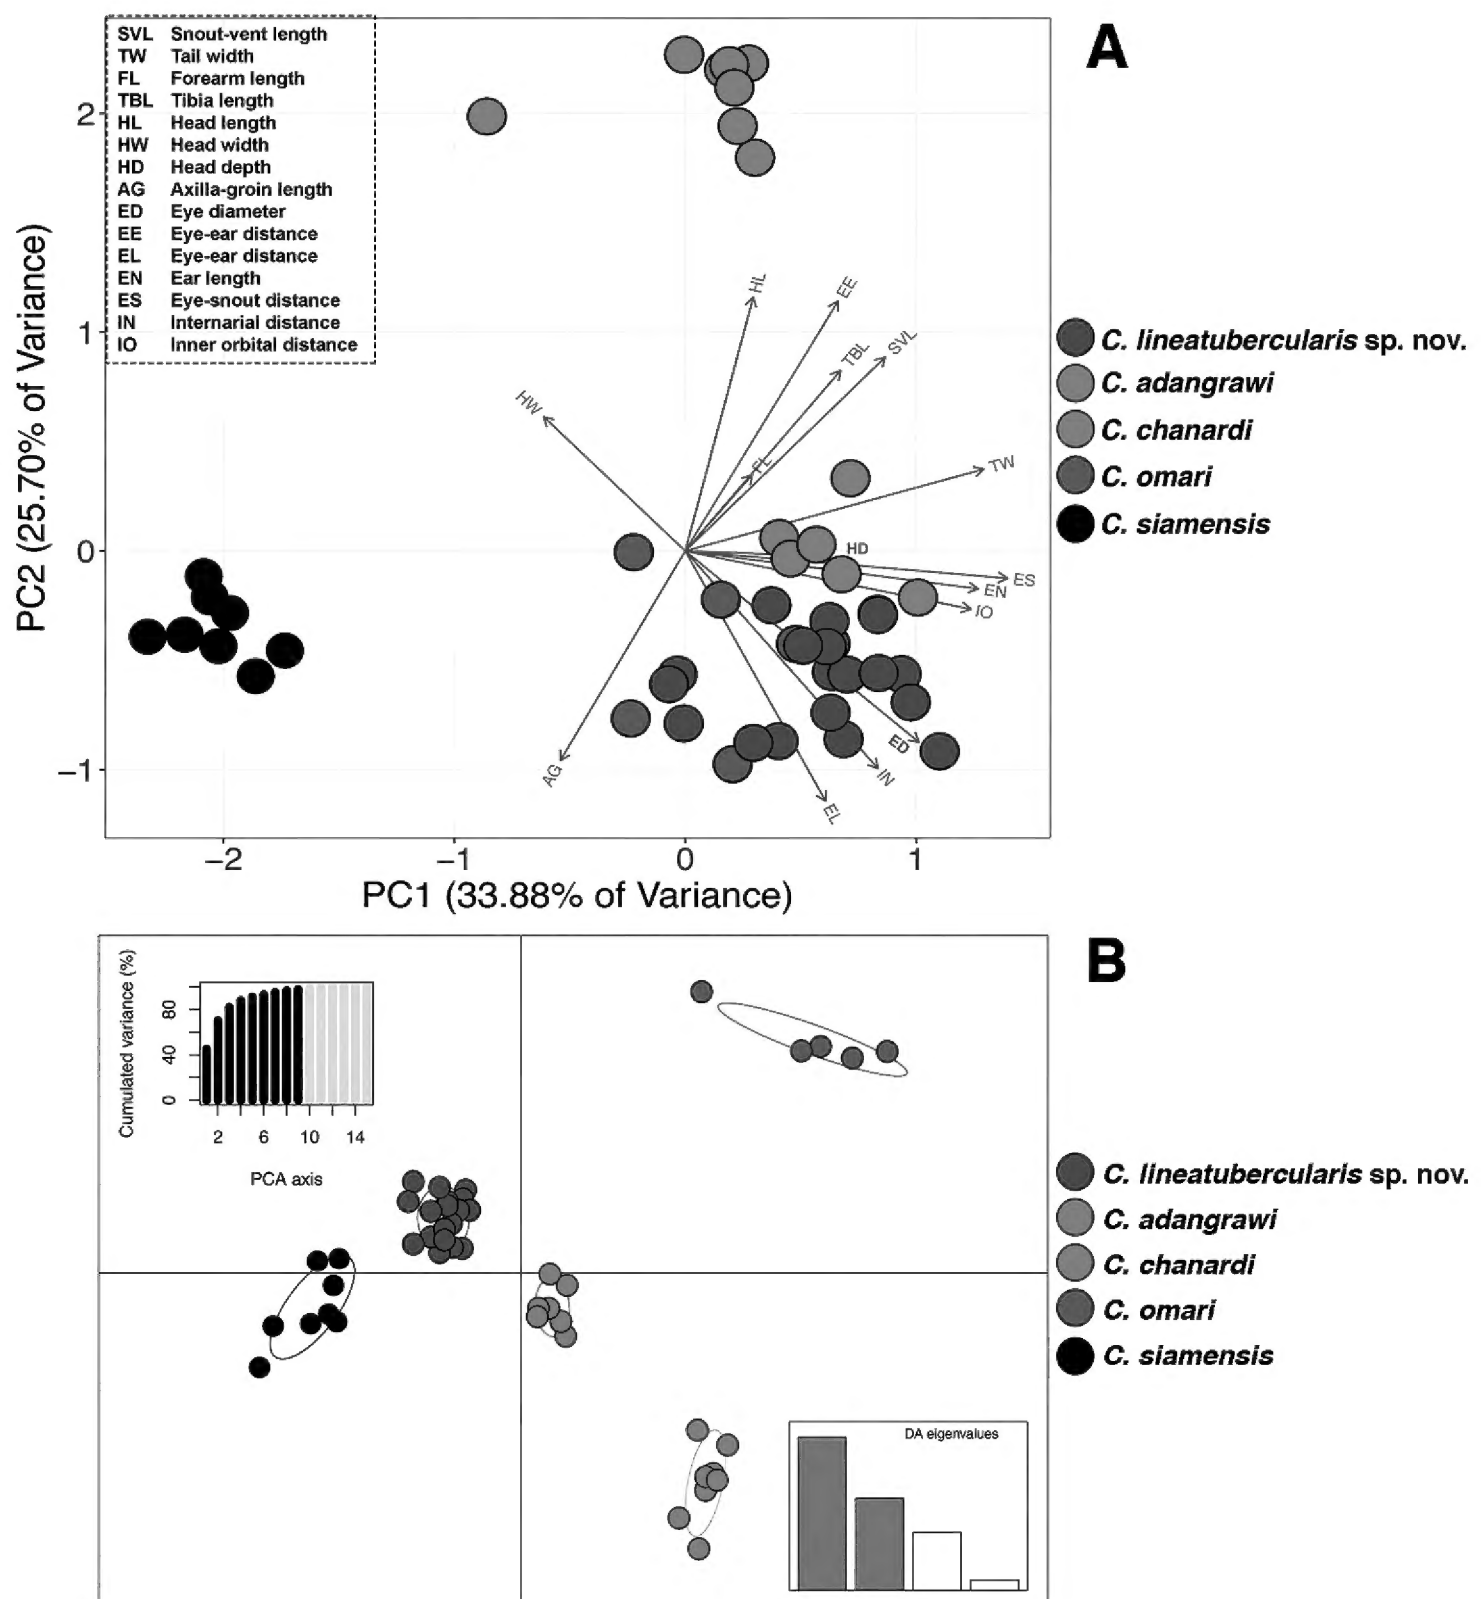 A
SVL Snout-vent length
TW Tail width
FL Forearm length
TBL Tibia length
HL Head length
HW Head width
HD Head depth
AG Axilla-groin length
ED Eye diameter
EE Eye-ear distance
EL Eye-ear distance
EN Ear length
ES Eye-snout distance
IN Internarial distance
IO Inner orbital distance
PC2 (25.70% of Variance)
2
1
0
−1
HL
EE
TBL
SVL
HW
FL
TW
HD
ES
EN
IO
ED
IN
EL
AG
−2
−1
0
1
PC1 (33.88% of Variance)
C. lineatubercularis sp. nov.
C. adangrawi
C. chanardi
C. omari
C. siamensis
B
Cumulated variance (%)
80
40
0
2 6 10 14
PCA axis
C. lineatubercularis sp. nov.
C. adangrawi
C. chanardi
C. omari
C. siamensis
DA eigenvalues